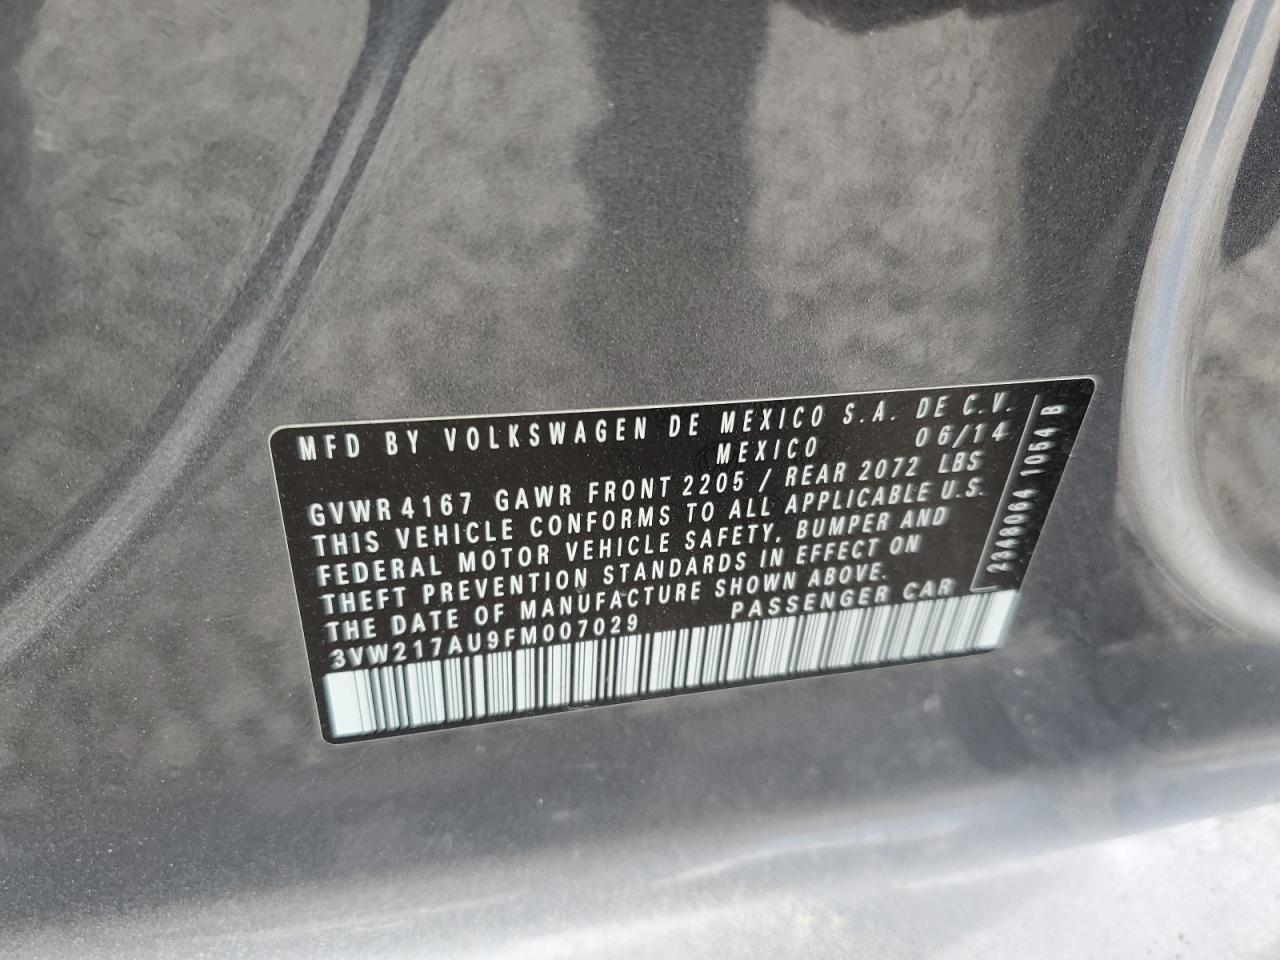 MFD BY VOLKSWAGEN DE MEXICO S.A. DE C.V.
MEXICO 06/14
GVWR 4167 GAWR FRONT 2205 / REAR 2072 LBS
THIS VEHICLE CONFORMS TO ALL APPLICABLE U.S.
FEDERAL MOTOR VEHICLE SAFETY, BUMPER AND
THEFT PREVENTION STANDARDS IN EFFECT ON
THE DATE OF MANUFACTURE SHOWN ABOVE.
3VW217AU9FM007029 PASSENGER CAR
2348064 1054 B